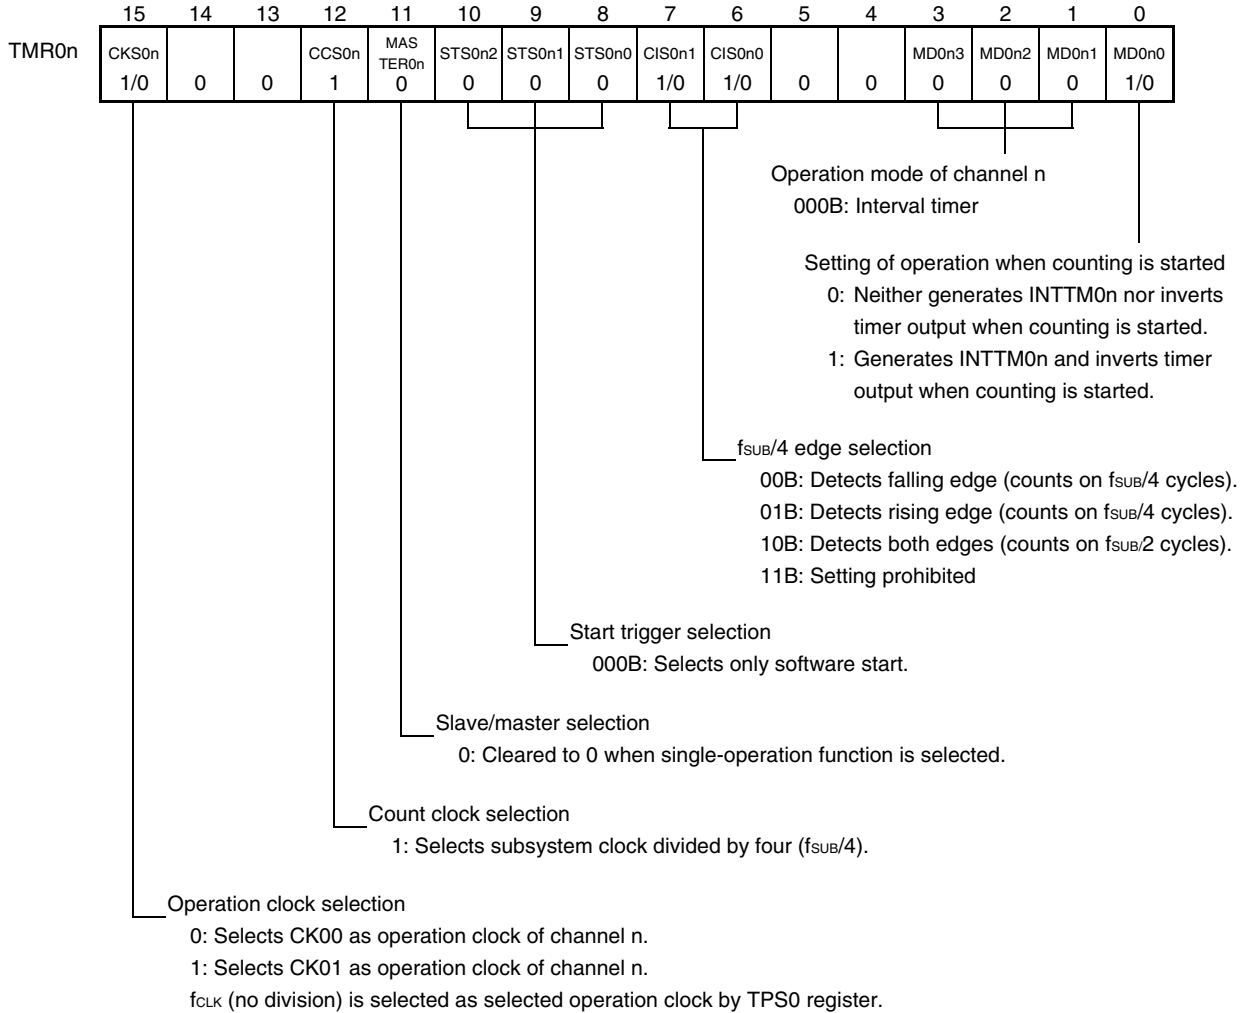 15 14 13 12 11 10 9 8 7 6 5 4 3 2 1 0
TMR0n
CKS0n CCS0n MAS TER0n STS0n2 STS0n1 STS0n0 CIS0n1 CIS0n0 MD0n3 MD0n2 MD0n1 MD0n0
1/0 0 0 1 0 0 0 0 1/0 1/0 0 0 0 0 0 1/0
Operation mode of channel n
000B: Interval timer
Setting of operation when counting is started
0: Neither generates INTTM0n nor inverts
timer output when counting is started.
1: Generates INTTM0n and inverts timer
output when counting is started.
fSUB/4 edge selection
00B: Detects falling edge (counts on fSUB/4 cycles).
01B: Detects rising edge (counts on fSUB/4 cycles).
10B: Detects both edges (counts on fSUB/2 cycles).
11B: Setting prohibited
Start trigger selection
000B: Selects only software start.
Slave/master selection
0: Cleared to 0 when single-operation function is selected.
Count clock selection
1: Selects subsystem clock divided by four (fSUB/4).
Operation clock selection
0: Selects CK00 as operation clock of channel n.
1: Selects CK01 as operation clock of channel n.
fCLK (no division) is selected as selected operation clock by TPS0 register.